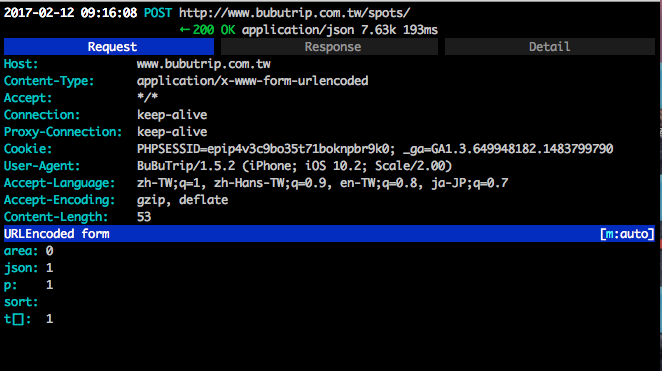 2017-02-12 09:16:08 POST http://www.bubutrip.com.tw/spots/
← 200 OK application/json 7.63k 193ms
Request Response Detail
Host: www.bubutrip.com.tw
Content-Type: application/x-www-form-urlencoded
Accept: */*
Connection: keep-alive
Proxy-Connection: keep-alive
Cookie: PHPSESSID=epip4v3c9bo35t71boknpbr9k0; _ga=GA1.3.649948182.1483799790
User-Agent: BuBuTrip/1.5.2 (iPhone; iOS 10.2; Scale/2.00)
Accept-Language: zh-TW;q=1, zh-Hans-TW;q=0.9, en-TW;q=0.8, ja-JP;q=0.7
Accept-Encoding: gzip, deflate
Content-Length: 53
URLEncoded form [m:auto]
area: 0
json: 1
p: 1
sort:
t[]: 1